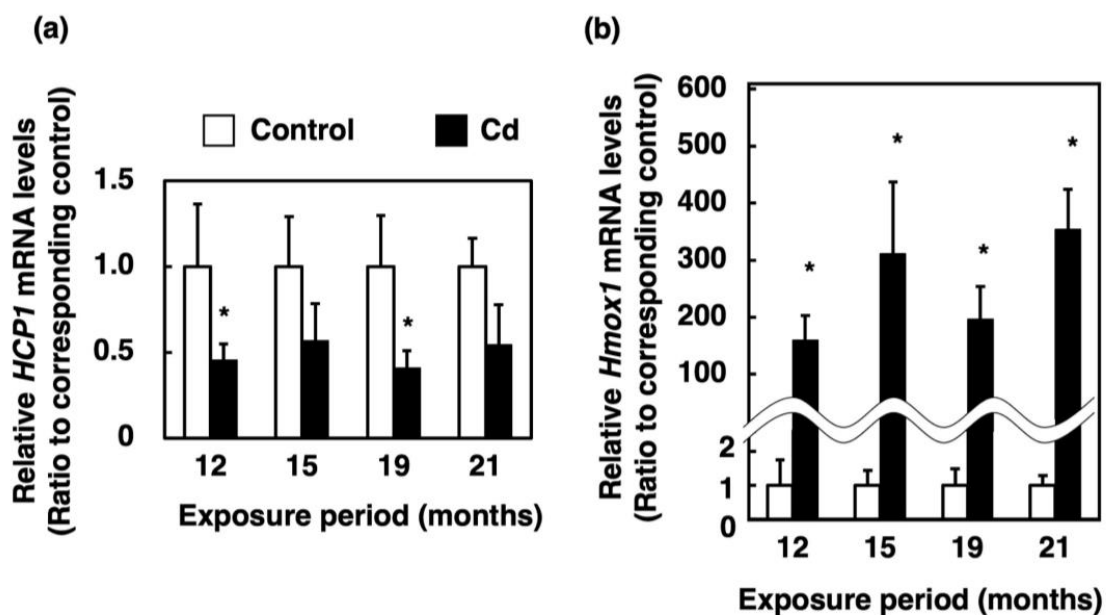 (a)
Relative HCP1 mRNA levels
(Ratio to corresponding control)
Control
Cd
1.5
1.0
0.5
0
*
*
12
15
19
21
Exposure period (months)
(b)
Relative Hmox1 mRNA levels
(Ratio to corresponding control)
600
500
400
300
200
100
2
1
0
*
*
*
*
12
15
19
21
Exposure period (months)